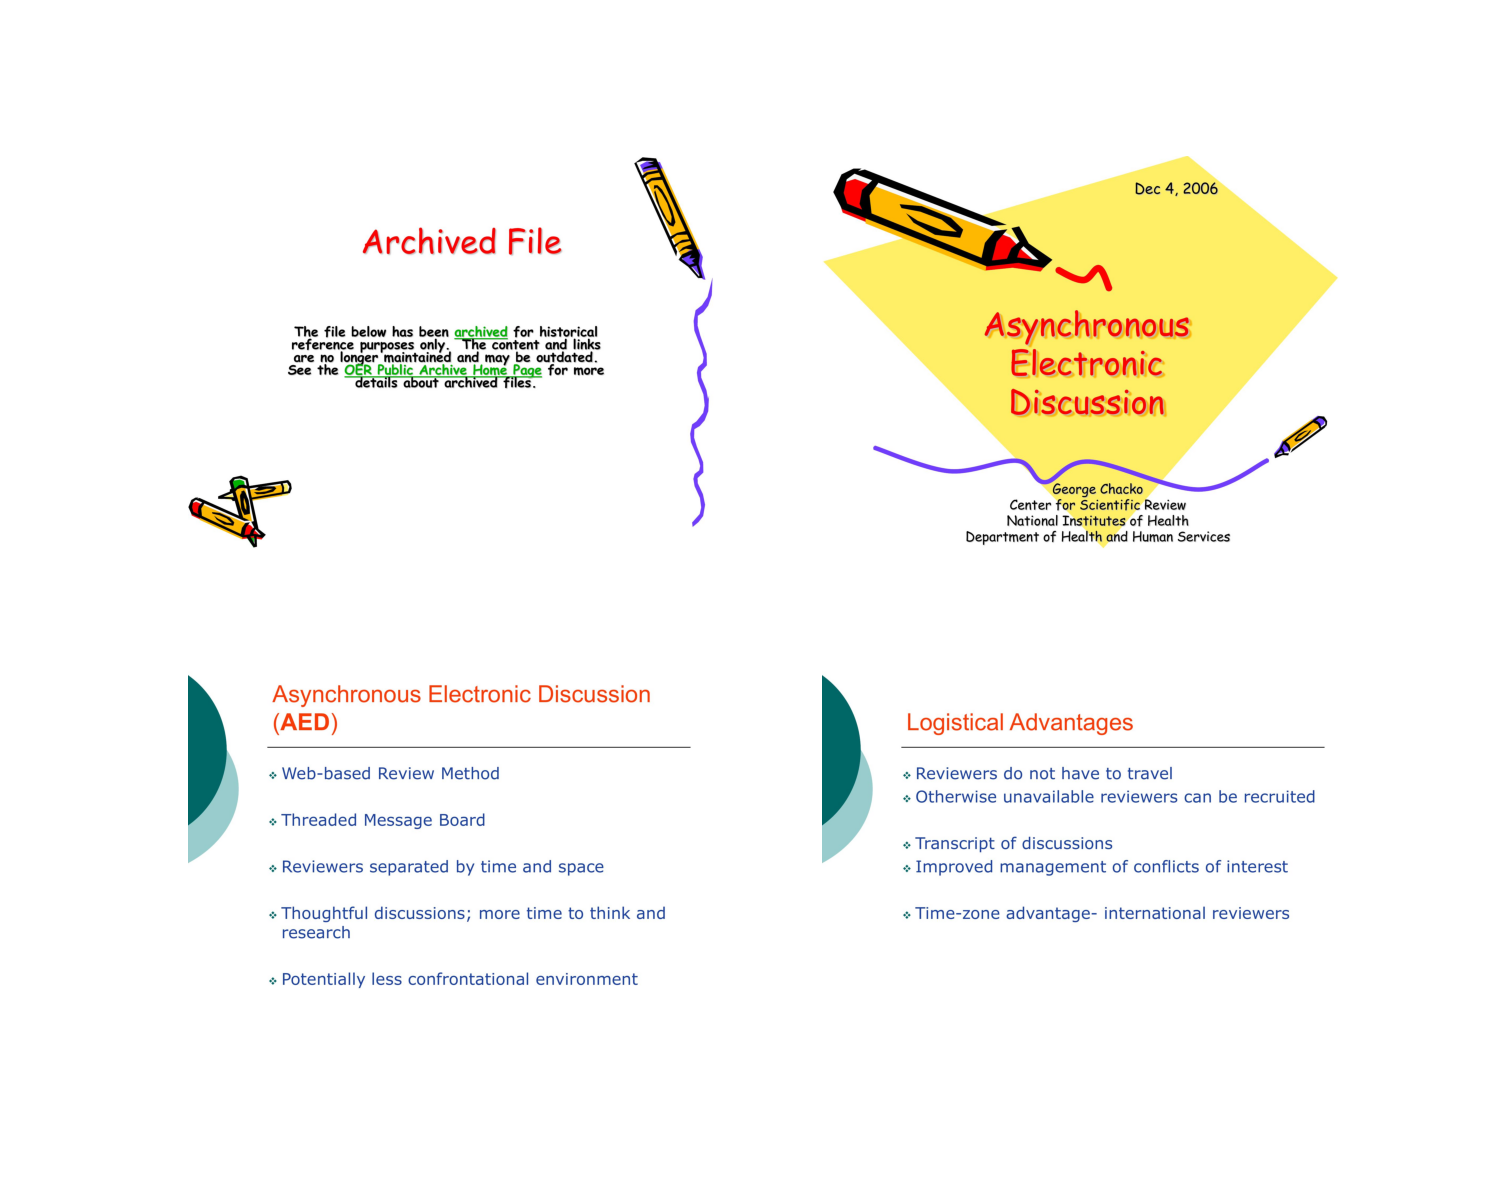 Archived File
The file below has been archived for historical
reference purposes only.  The content and links
are no longer maintained and may be outdated.
See the OER Public Archive Home Page for more
details about archived files.
Dec 4, 2006
Asynchronous
Electronic
Discussion
George Chacko
Center for Scientific Review
National Institutes of Health
Department of Health and Human Services
Asynchronous Electronic Discussion
(AED)
❖ Web-based Review Method
❖ Threaded Message Board
❖ Reviewers separated by time and space
❖ Thoughtful discussions; more time to think and
research
❖ Potentially less confrontational environment
Logistical Advantages
❖ Reviewers do not have to travel
❖ Otherwise unavailable reviewers can be recruited
❖ Transcript of discussions
❖ Improved management of conflicts of interest
❖ Time-zone advantage- international reviewers